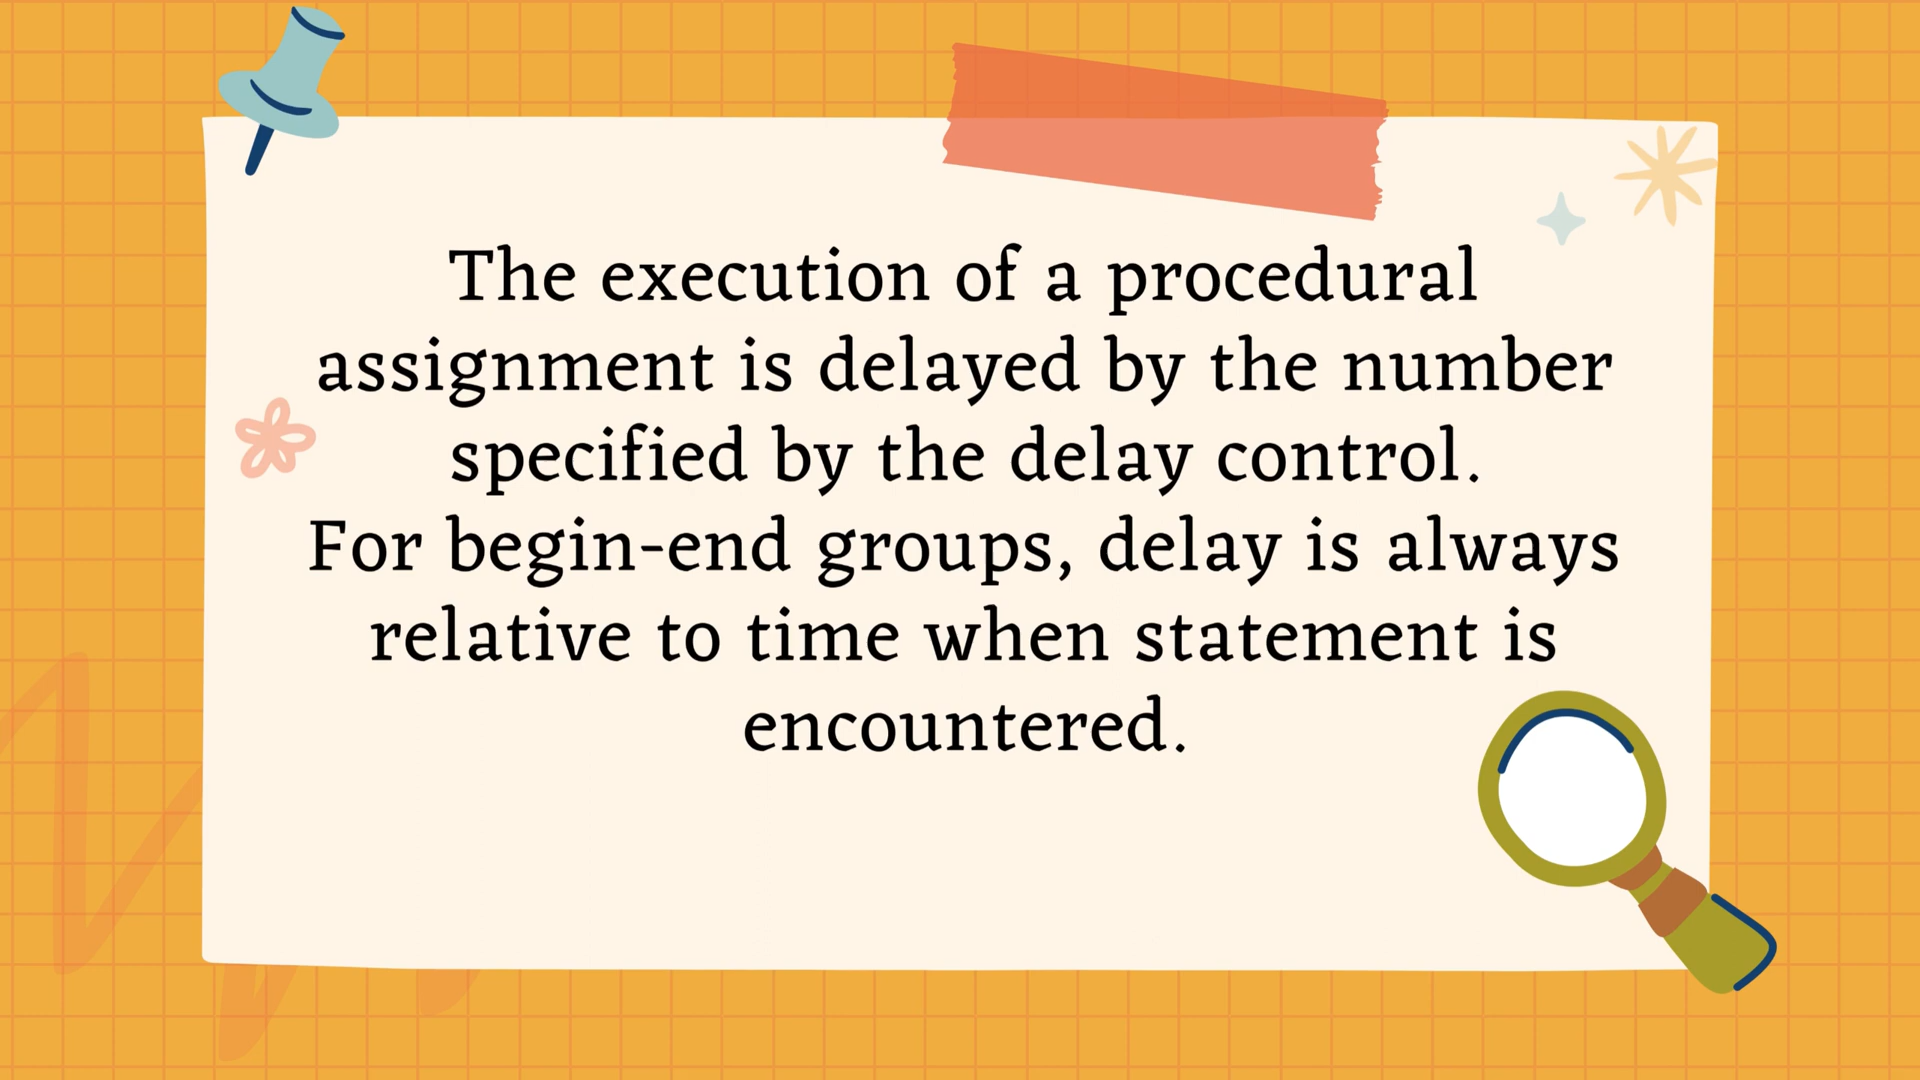 The execution of a procedural
assignment is delayed by the number
specified by the delay control.
For begin-end groups, delay is always
relative to time when statement is
encountered.